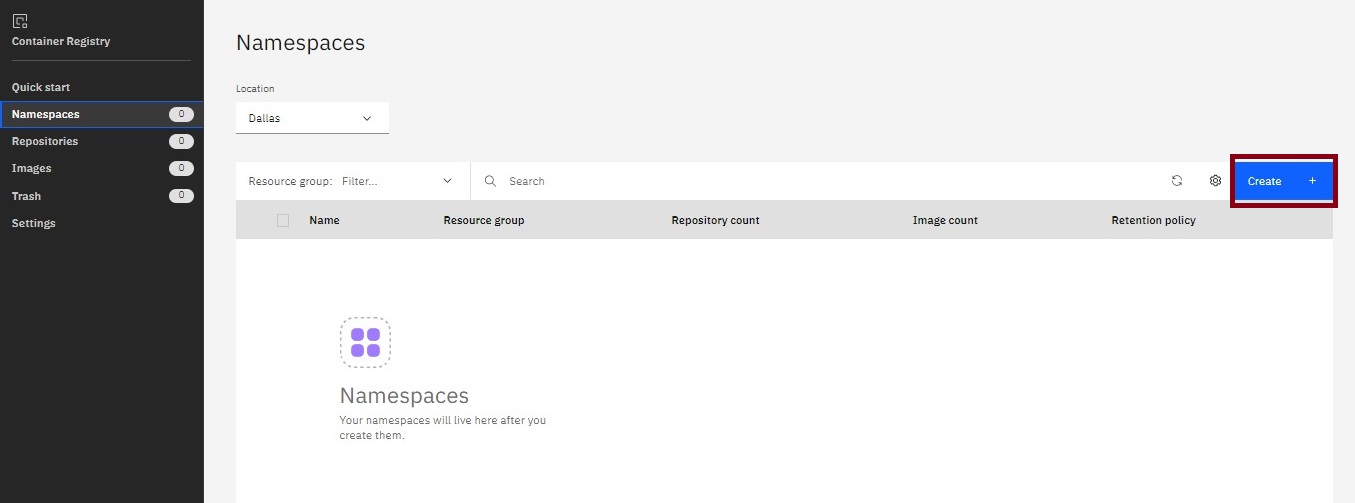 Container Registry
Quick start
Namespaces 0
Repositories 0
Images 0
Trash 0
Settings
Namespaces
Location
Dallas
Resource group: Filter... Search Create +
Name Resource group Repository count Image count Retention policy
Namespaces
Your namespaces will live here after you
create them.